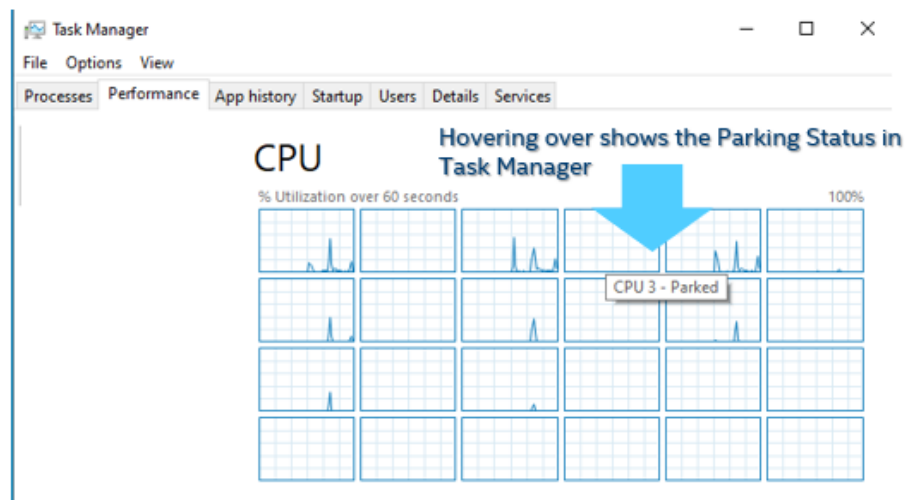 Task Manager
File Options View
Processes Performance App history Startup Users Details Services
Hovering over shows the Parking Status in
Task Manager
CPU
% Utilization over 60 seconds 100%
CPU 3 - Parked